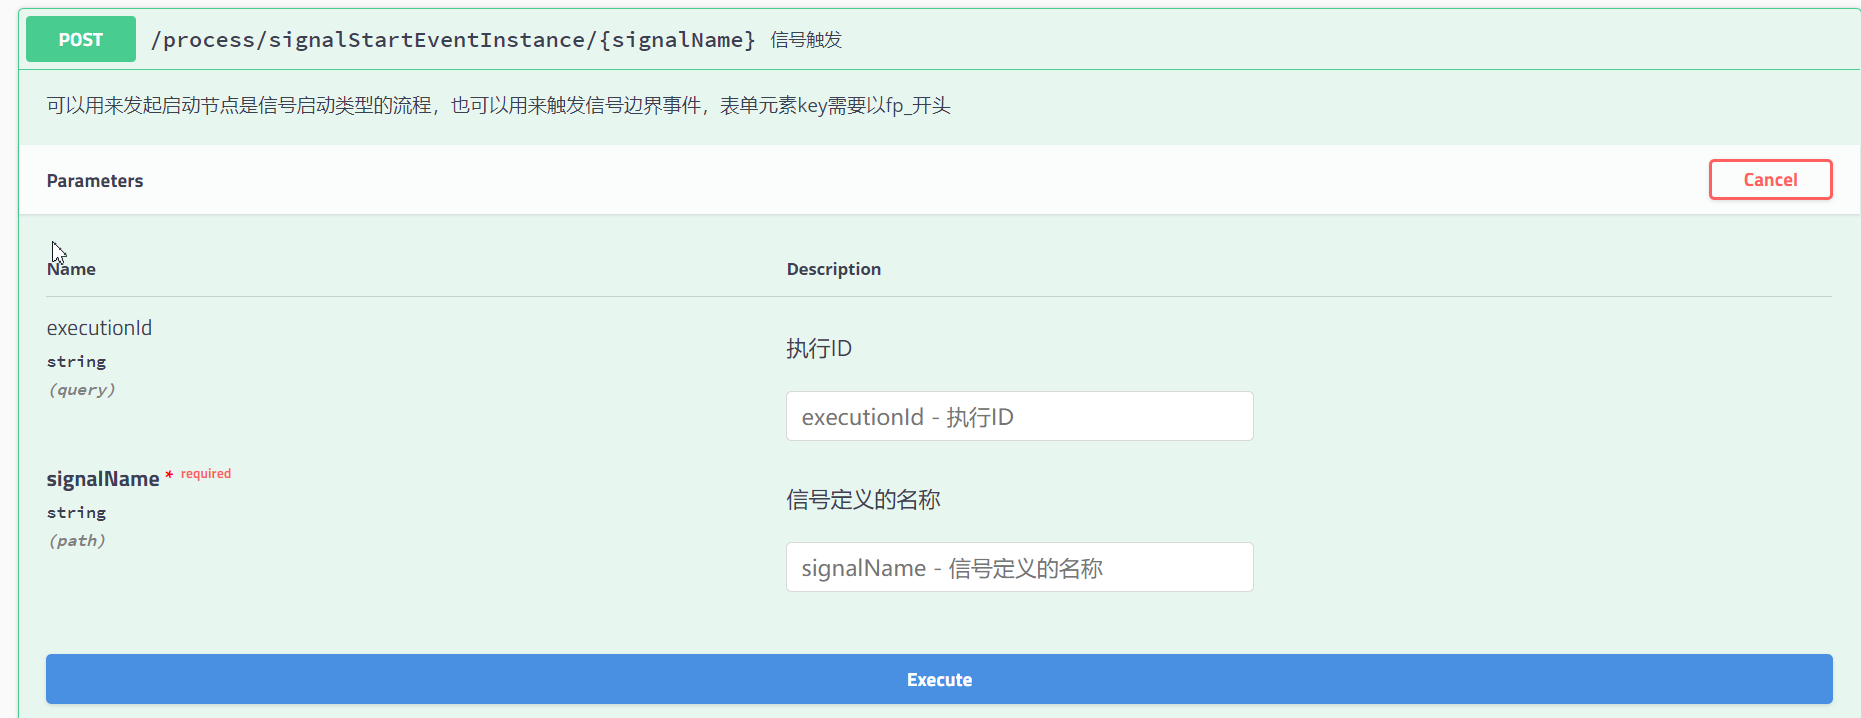 POST /process/signalStartEventInstance/{signalName} 信号触发
可以用来发起启动节点是信号启动类型的流程，也可以用来触发信号边界事件，表单元素key需要以fp_开头
Parameters Cancel
Name Description
executionId
string
(query)
执行ID
executionId - 执行ID
signalName * required
string
(path)
信号定义的名称
signalName - 信号定义的名称
Execute